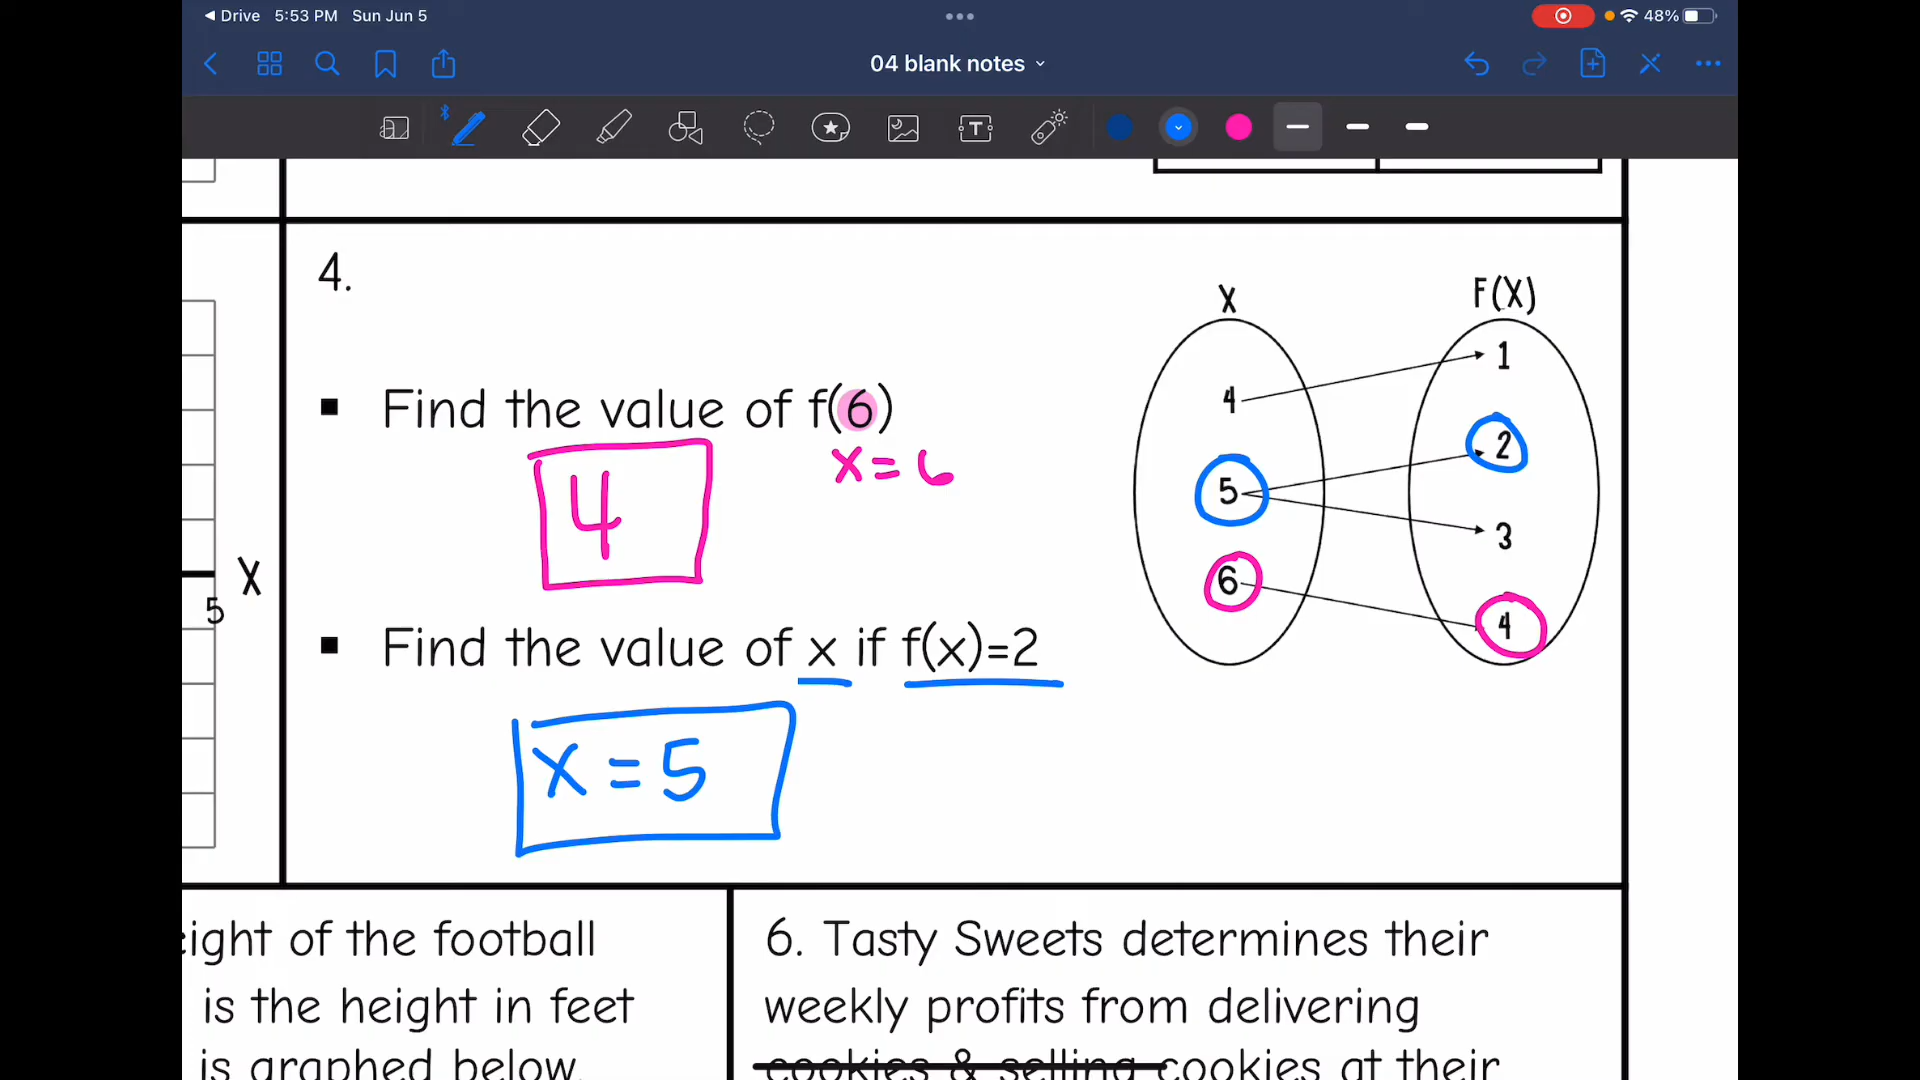 Drive 5:53 PM Sun Jun 5
48%
04 blank notes
4.
X
F(X)
Find the value of f(6)
x = 6
4
4
5
6
1
2
3
4
X
5
Find the value of x if f(x)=2
x = 5
eight of the football
is the height in feet
is graphed below.
6. Tasty Sweets determines their
weekly profits from delivering
cookies & selling cookies at their